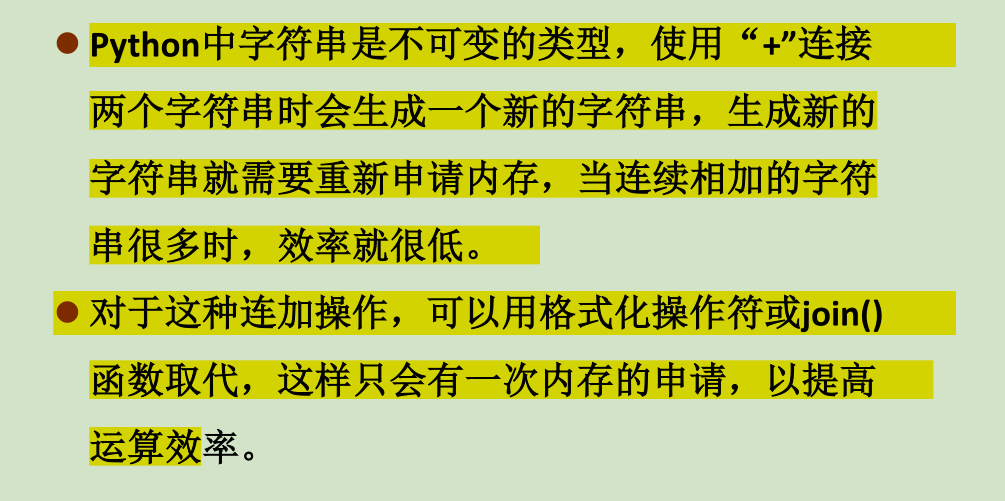 ● Python中字符串是不可变的类型，使用“+”连接
两个字符串时会生成一个新的字符串，生成新的
字符串就需要重新申请内存，当连续相加的字符
串很多时，效率就很低。
● 对于这种连加操作，可以用格式化操作符或join()
函数取代，这样只会有一次内存的申请，以提高
运算效率。